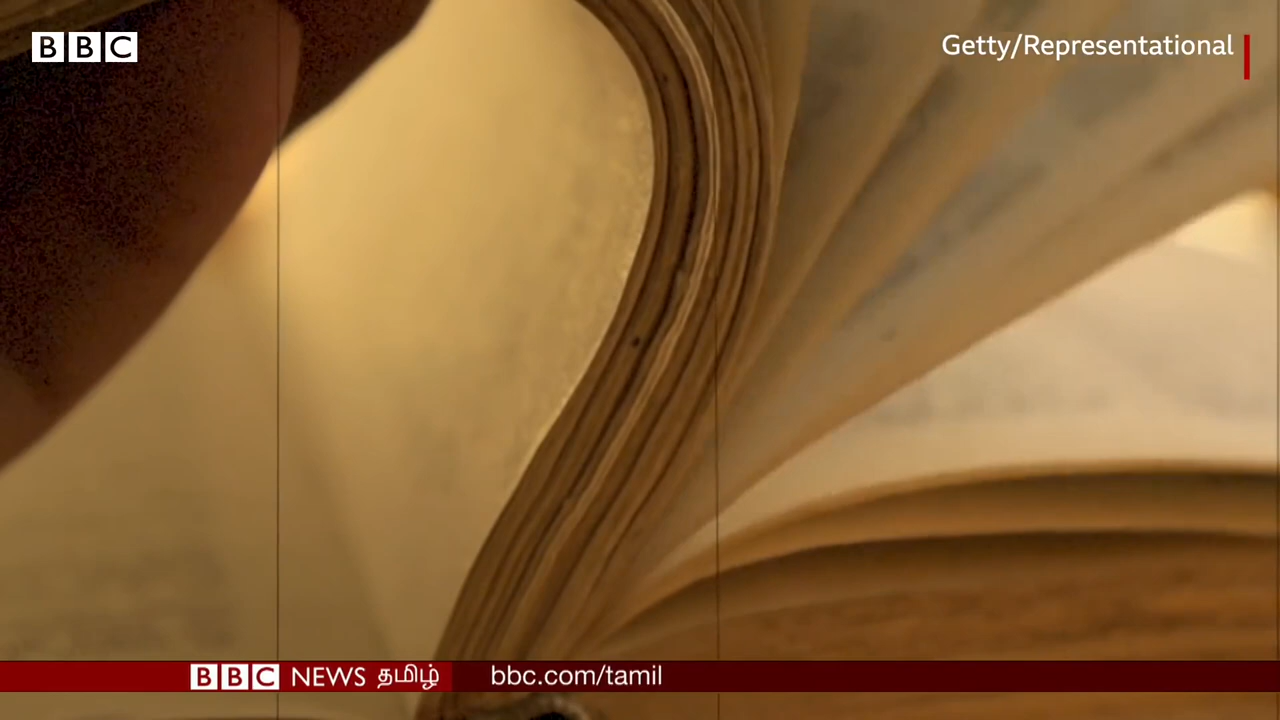 BBC
Getty/Representational
BBC NEWS தமிழ்
bbc.com/tamil